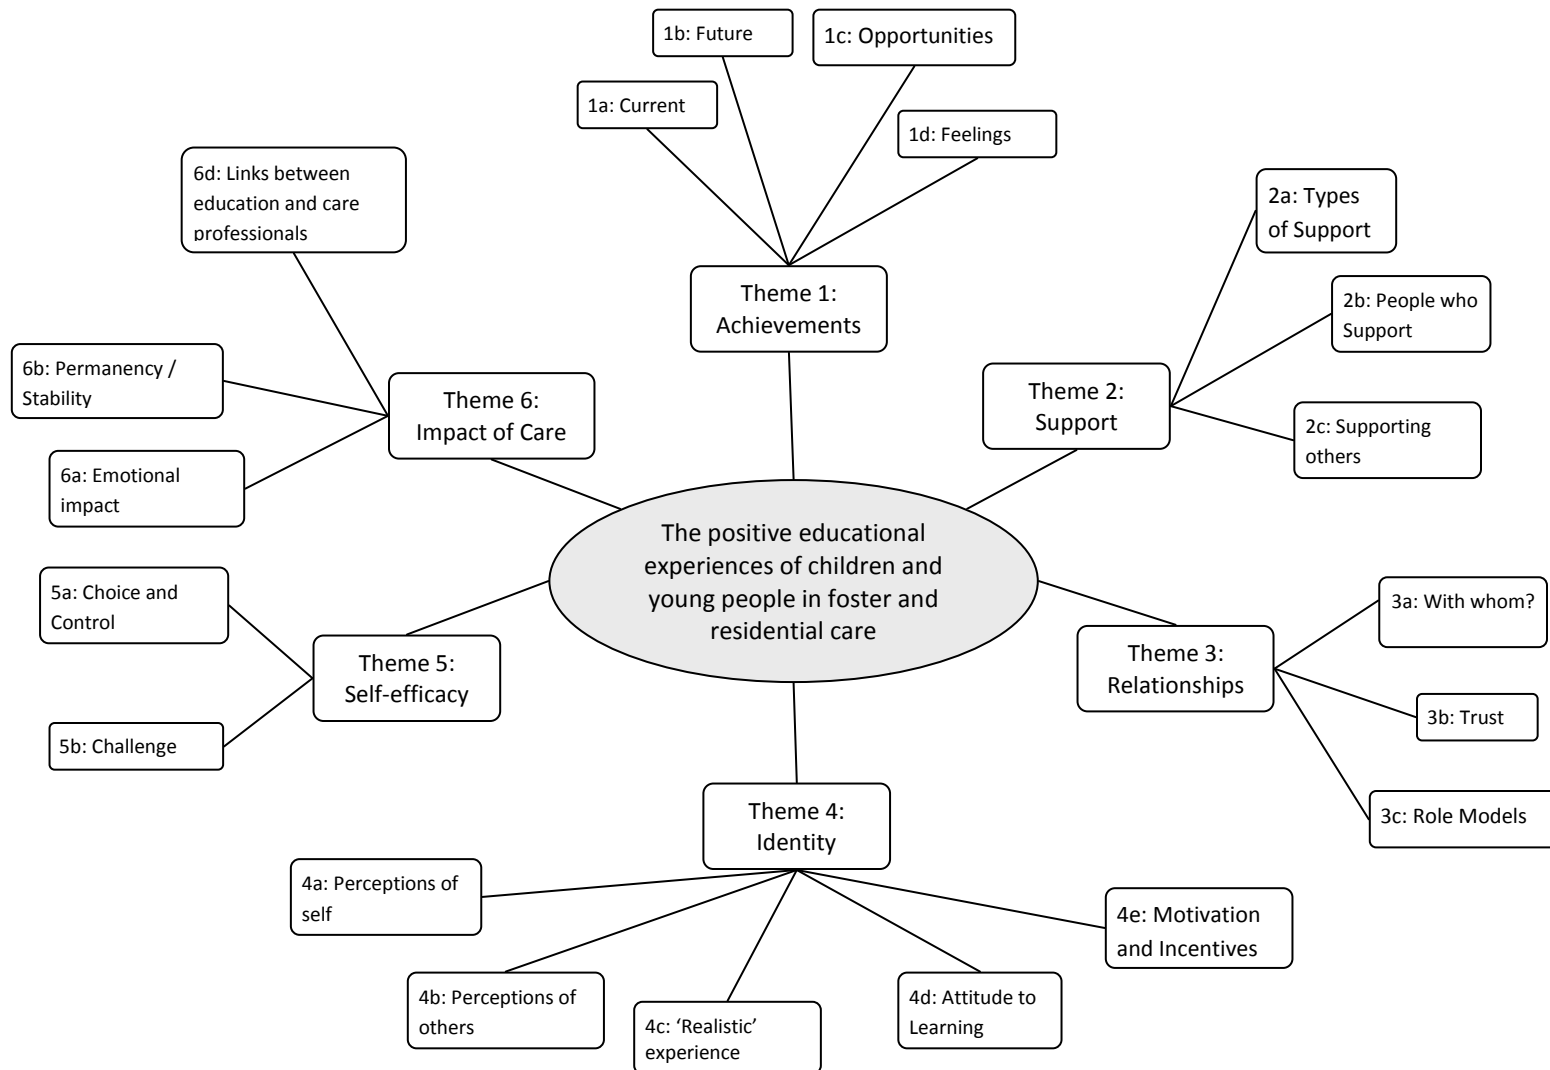 1b: Future
1c: Opportunities
1a: Current
1d: Feelings
6d: Links between
education and care
professionals
2a: Types
of Support
Theme 1:
Achievements
2b: People who
Support
6b: Permanency /
Stability
Theme 6:
Impact of Care
Theme 2:
Support
2c: Supporting
others
6a: Emotional
impact
The positive educational
experiences of children and
young people in foster and
residential care
5a: Choice and
Control
3a: With whom?
Theme 5:
Self-efficacy
Theme 3:
Relationships
5b: Challenge
3b: Trust
3c: Role Models
Theme 4:
Identity
4a: Perceptions of
self
4e: Motivation
and Incentives
4b: Perceptions of
others
4c: ‘Realistic’
experience
4d: Attitude to
Learning